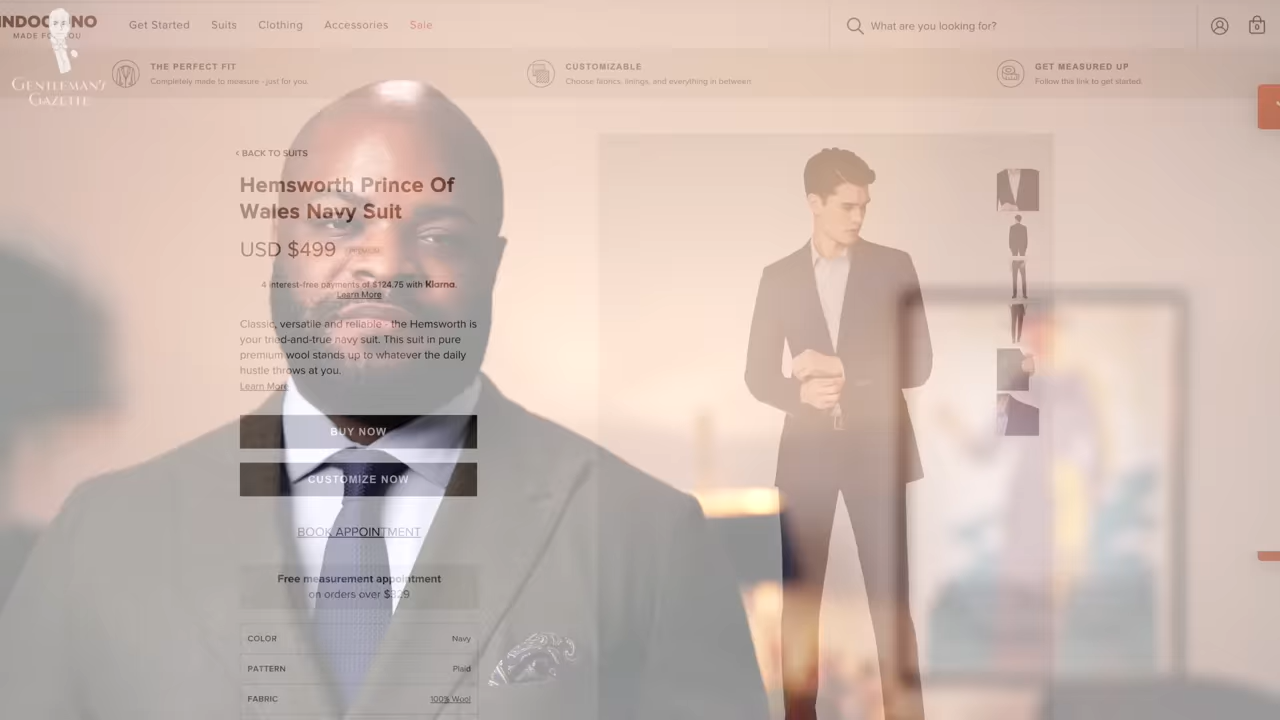 INDOCHINO
MADE FOR YOU
Get Started
Suits
Clothing
Accessories
Sale
What are you looking for?
0
GENTLEMAN'S
GAZETTE
THE PERFECT FIT
Completely made to measure - just for you.
CUSTOMIZABLE
Choose fabrics, linings, and everything in between.
GET MEASURED UP
Follow this link to get started.
‹ BACK TO SUITS
Hemsworth Prince Of
Wales Navy Suit
USD $499
4 interest-free payments of $124.75 with Klarna.
Learn More
Classic, versatile and reliable - the Hemsworth is
your tried-and-true navy suit. This suit in pure
premium wool stands up to whatever the daily
hustle throws at you.
Learn More
BUY NOW
CUSTOMIZE NOW
BOOK APPOINTMENT
Free measurement appointment
on orders over $329
COLOR Navy
PATTERN Plaid
FABRIC 100% Wool